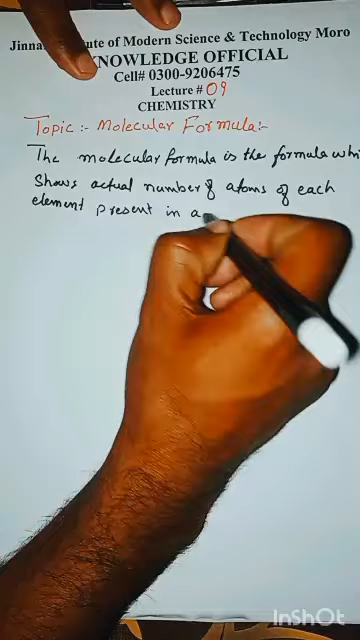 Jinna ute of Modern Science & Technology Moro
KNOWLEDGE OFFICIAL
Cell# 0300-9206475
Lecture # 09
CHEMISTRY
Topic :- Molecular Formula:-
The molecular formula is the formula whi
Shows actual number of atoms of each
element present in a
InShOt